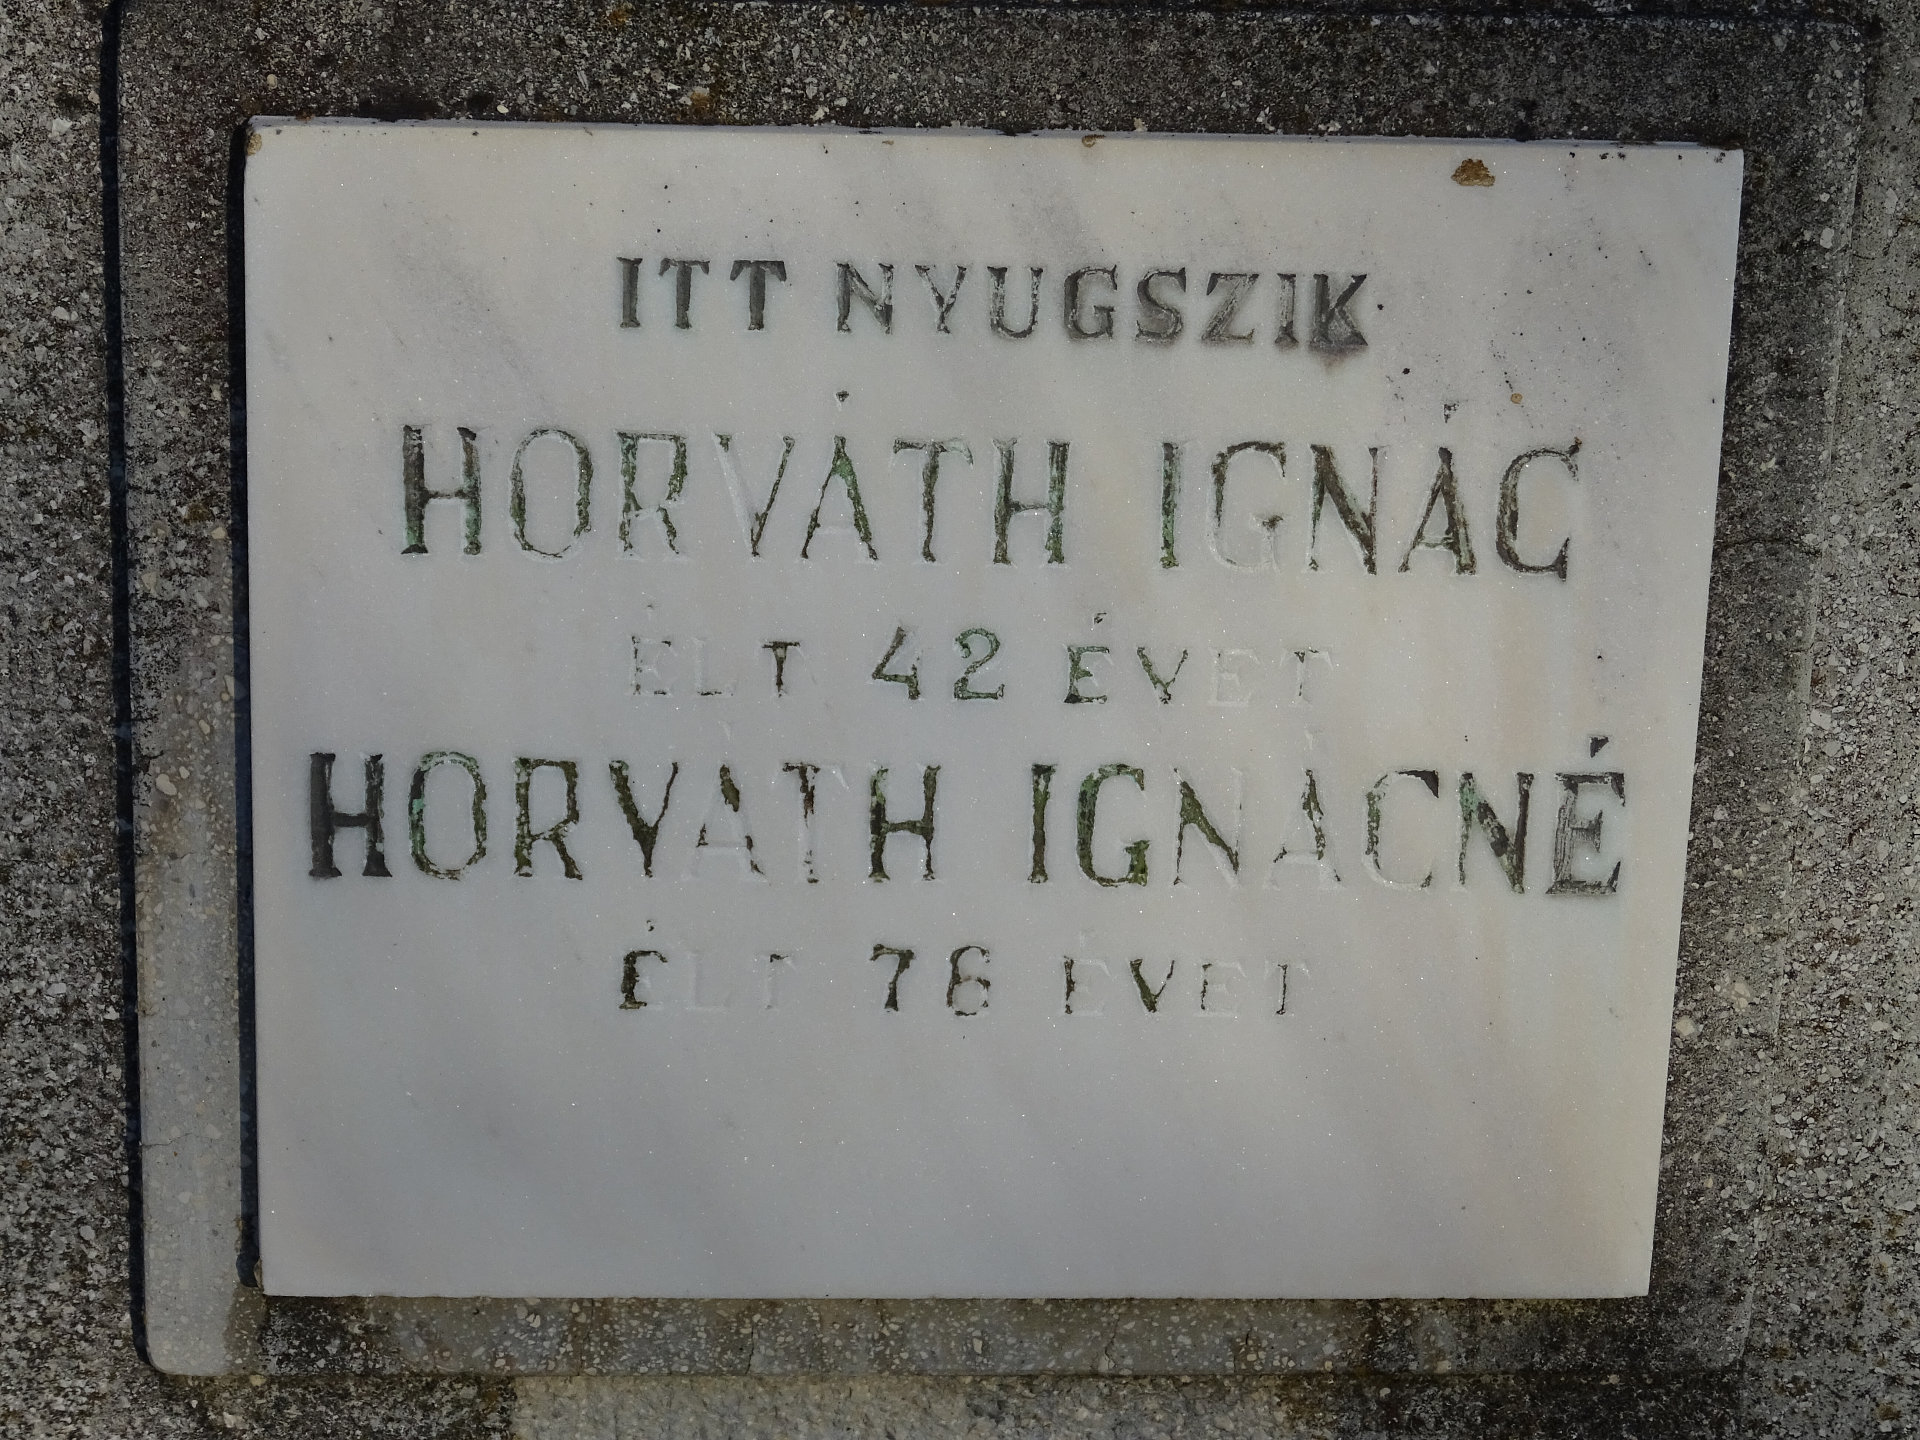 ITT NYUGSZIK
HORVÁTH IGNÁC
ÉLT 42 ÉVET
HORVÁTH IGNÁCNÉ
ÉLT 76 ÉVET